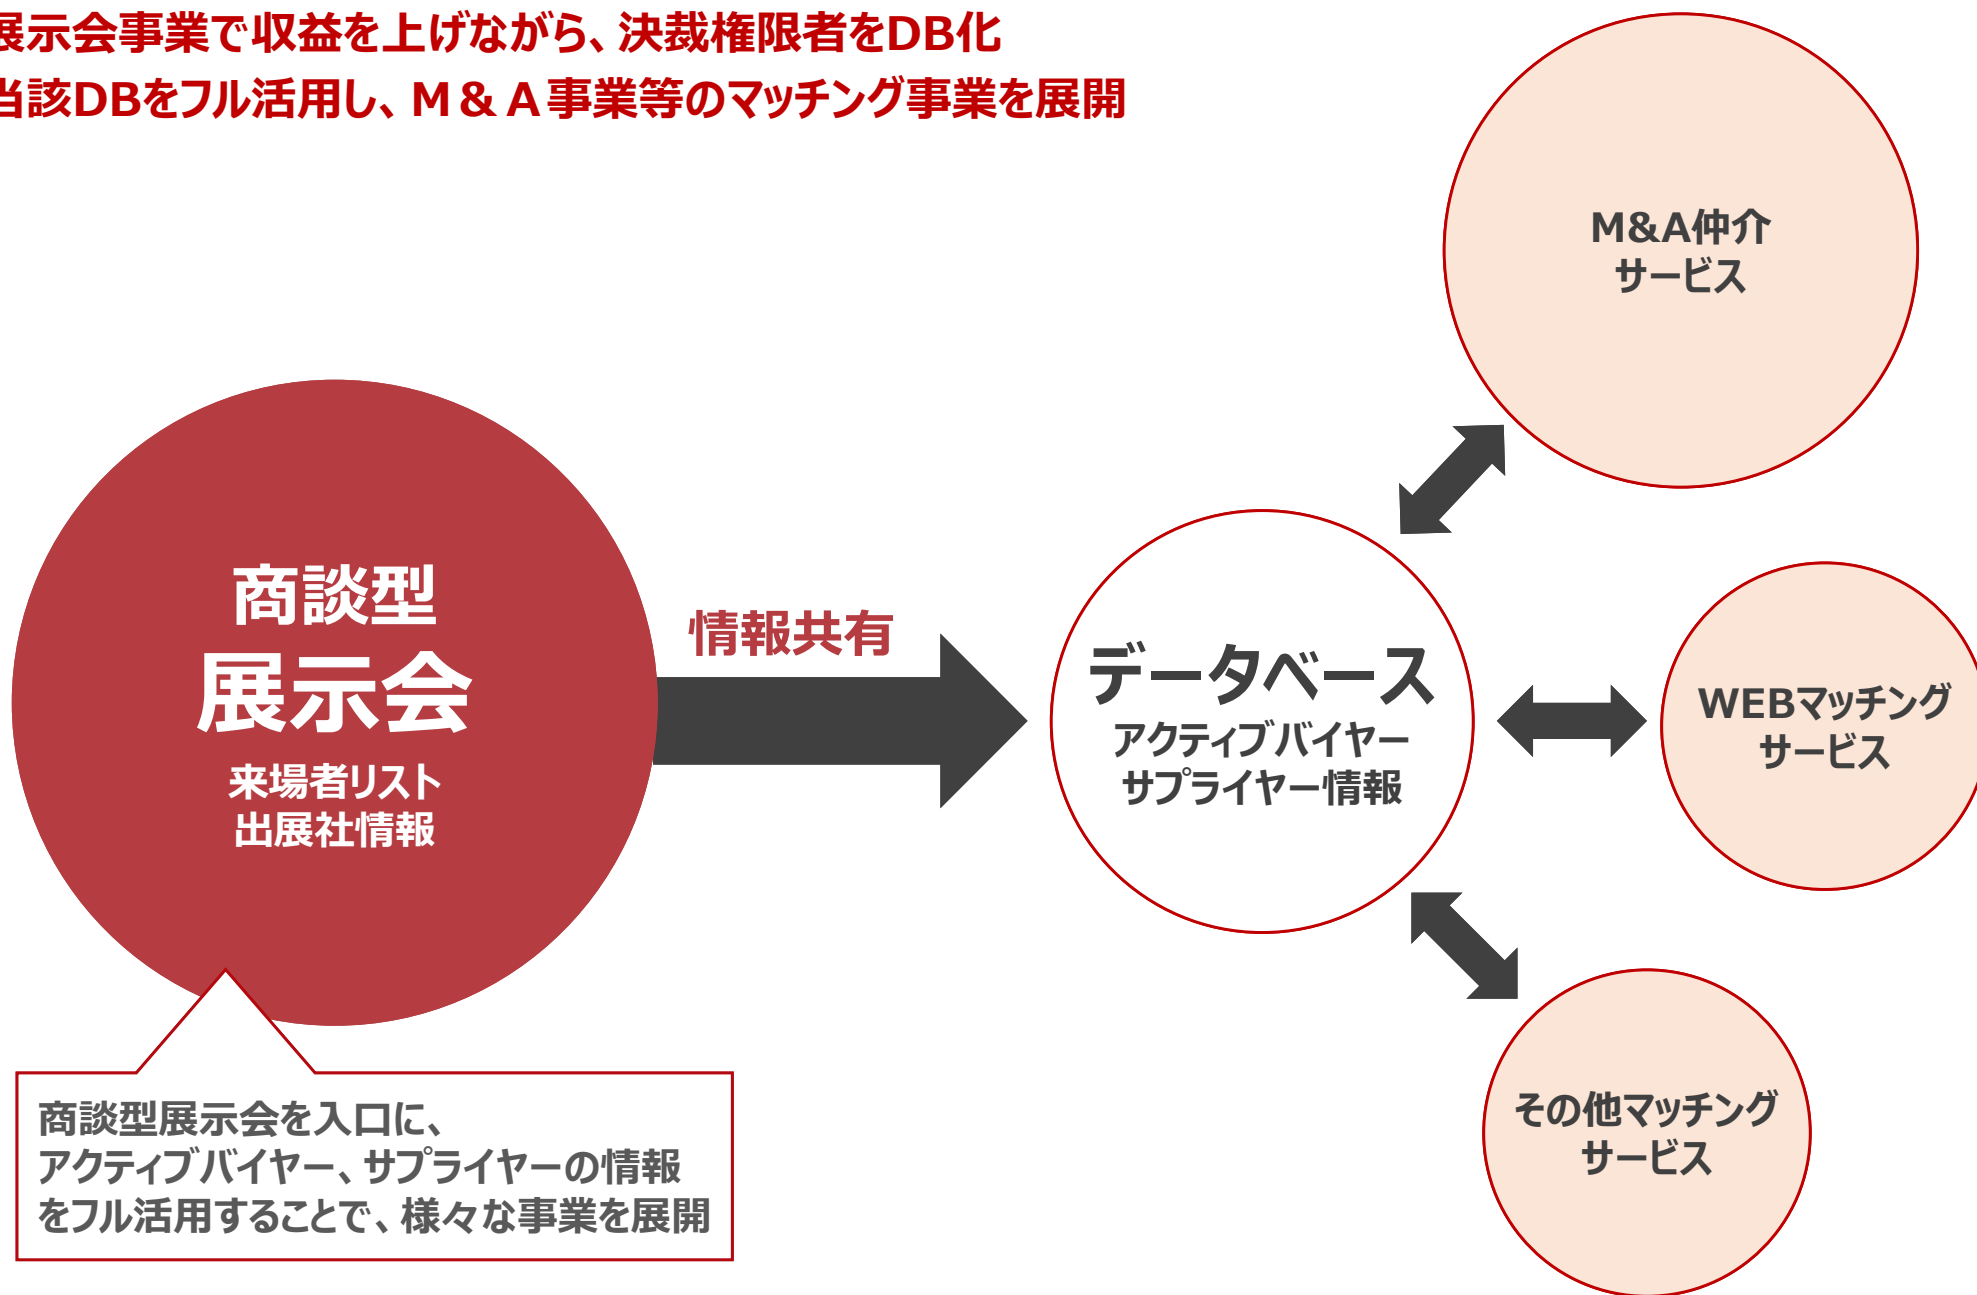 展示会事業で収益を上げながら、決裁権限者をDB化
当該DBをフル活用し、M＆A事業等のマッチング事業を展開
M&A仲介
サービス
商談型
展示会
来場者リスト
出展社情報
情報共有
データベース
アクティブバイヤー
サプライヤー情報
WEBマッチング
サービス
その他マッチング
サービス
商談型展示会を入口に、
アクティブバイヤー、サプライヤーの情報
をフル活用することで、様々な事業を展開